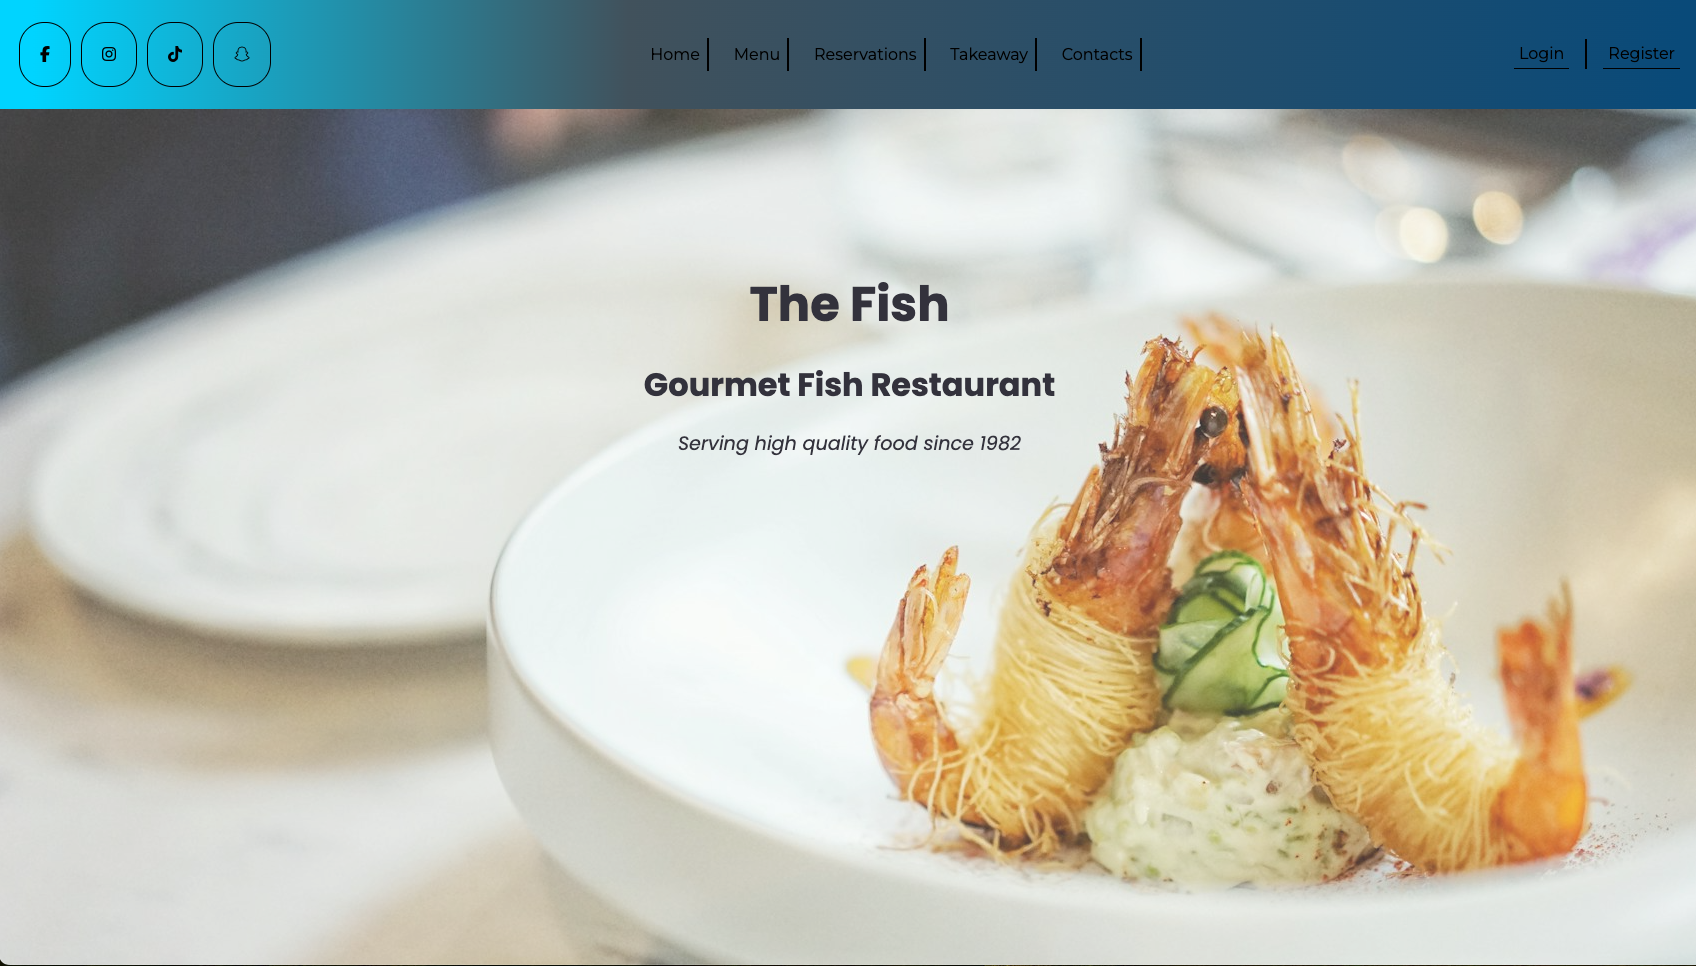 Home Menu Reservations Takeaway Contacts Login Register
The Fish
Gourmet Fish Restaurant
Serving high quality food since 1982